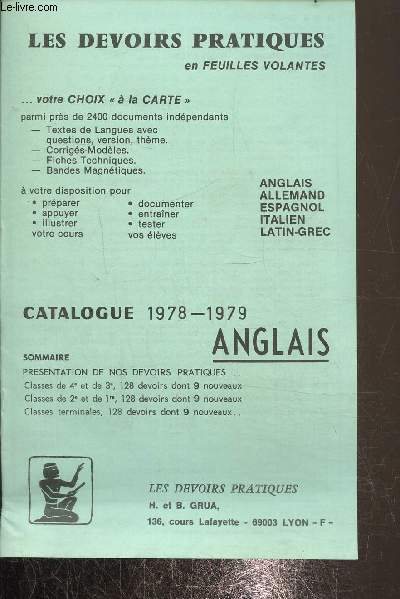 LES DEVOIRS PRATIQUES
en FEUILLES VOLANTES
... votre CHOIX « à la CARTE »
parmi près de 2400 documents indépendants
— Textes de Langues avec
questions, version, thème.
— Corrigés-Modèles.
— Fiches Techniques.
— Bandes Magnétiques.
à votre disposition pour
• préparer
• appuyer
• illustrer
votre cours
• documenter
• entraîner
• tester
vos élèves
ANGLAIS
ALLEMAND
ESPAGNOL
ITALIEN
LATIN-GREC
CATALOGUE 1978—1979
ANGLAIS
SOMMAIRE
PRESENTATION DE NOS DEVOIRS PRATIQUES ..
Classes de 4e et de 3e, 128 devoirs dont 9 nouveaux
Classes de 2e et de 1re, 128 devoirs dont 9 nouveaux
Classes terminales, 128 devoirs dont 9 nouveaux..
LES DEVOIRS PRATIQUES
H. et B. GRUA,
136, cours Lafayette - 69003 LYON - F -
©Le-livre.com